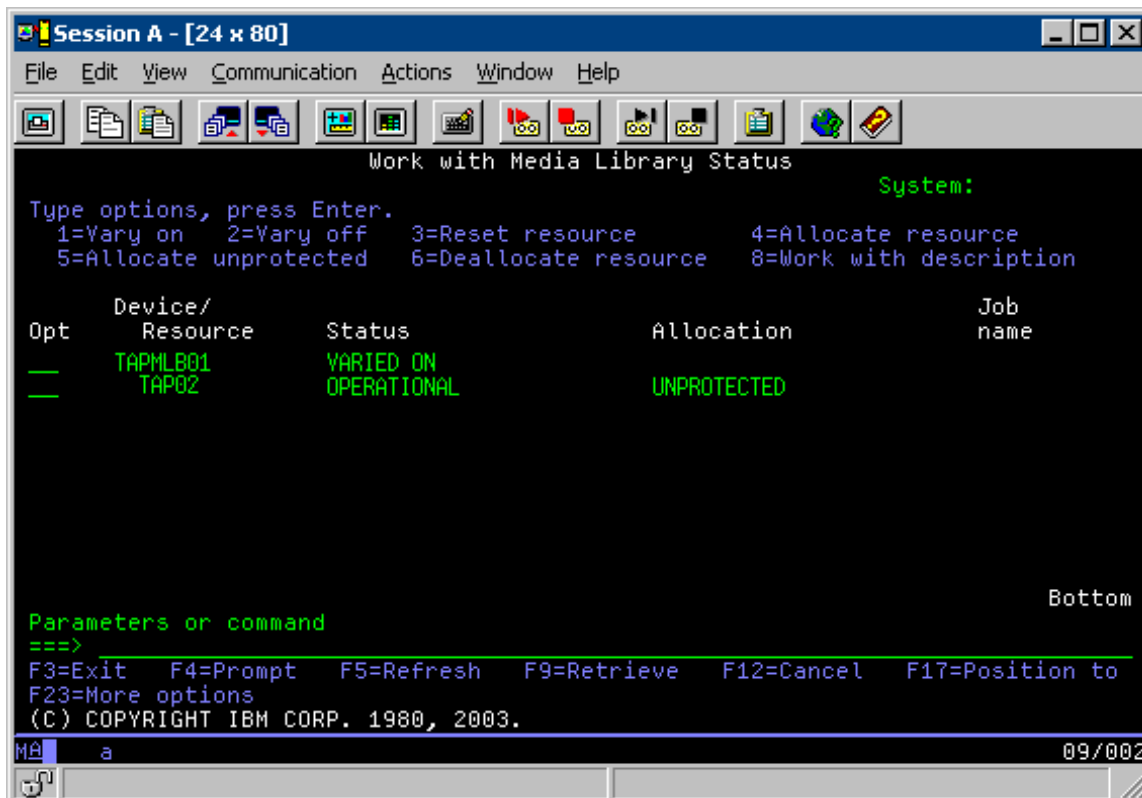 Session A - [24 x 80]
File Edit View Communication Actions Window Help
Work with Media Library Status
System:
Type options, press Enter.
1=Vary on 2=Vary off 3=Reset resource 4=Allocate resource
5=Allocate unprotected 6=Deallocate resource 8=Work with description
Device/ Job
Opt Resource Status Allocation name
TAPMLB01 VARIED ON
TAP02 OPERATIONAL UNPROTECTED
Bottom
Parameters or command
===>
F3=Exit F4=Prompt F5=Refresh F9=Retrieve F12=Cancel F17=Position to
F23=More options
(C) COPYRIGHT IBM CORP. 1980, 2003.
MA a 09/002